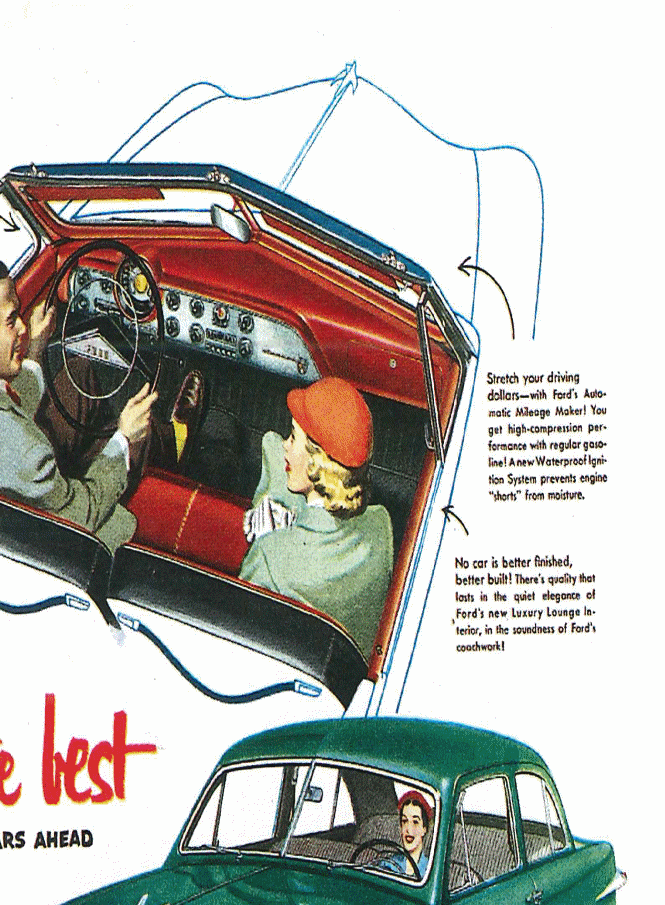 FORD
Stretch your driving
dollars—with Ford's Auto-
matic Mileage Maker! You
get high-compression per-
formance with regular gaso-
line! A new Waterproof Igni-
tion System prevents engine
"shorts" from moisture.
No car is better finished,
better built! There's quality that
lasts in the quiet elegance of
Ford's new Luxury Lounge In-
terior, in the soundness of Ford's
coachwork!
e best
ARS AHEAD